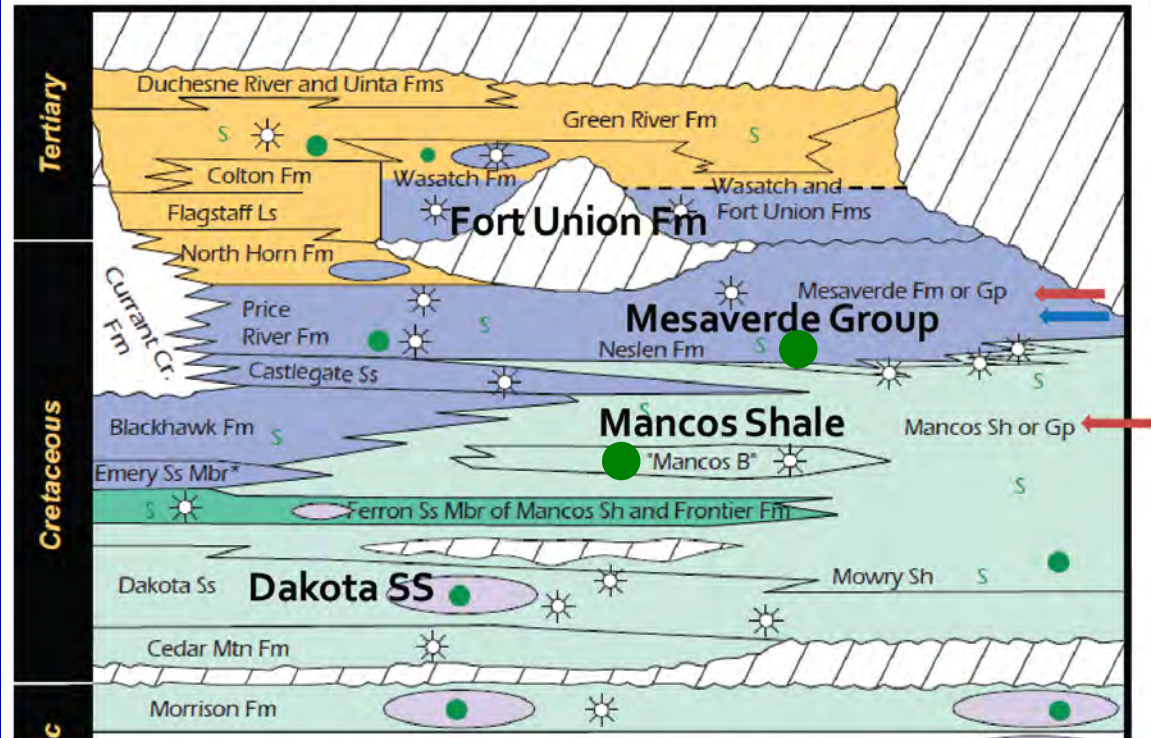 Tertiary
Duchesne River and Uinta Fms
Green River Fm
S
S
Colton Fm
Wasatch Fm
Wasatch and
Fort Union Fms
Flagstaff Ls
Fort Union Fm
North Horn Fm
Cretaceous
Currant Cr.
Fm
Price
River Fm
S
Mesaverde Fm or Gp
Mesaverde Group
Neslen Fm
S
Castlegate Ss
S
S
Mancos Shale
Mancos Sh or Gp
Blackhawk Fm
S
"Mancos B"
Emery Ss Mbr*
S
S
Ferron Ss Mbr of Mancos Sh and Frontier Fm
Dakota Ss
Dakota SS
Mowry Sh
S
Cedar Mtn Fm
Morrison Fm
c